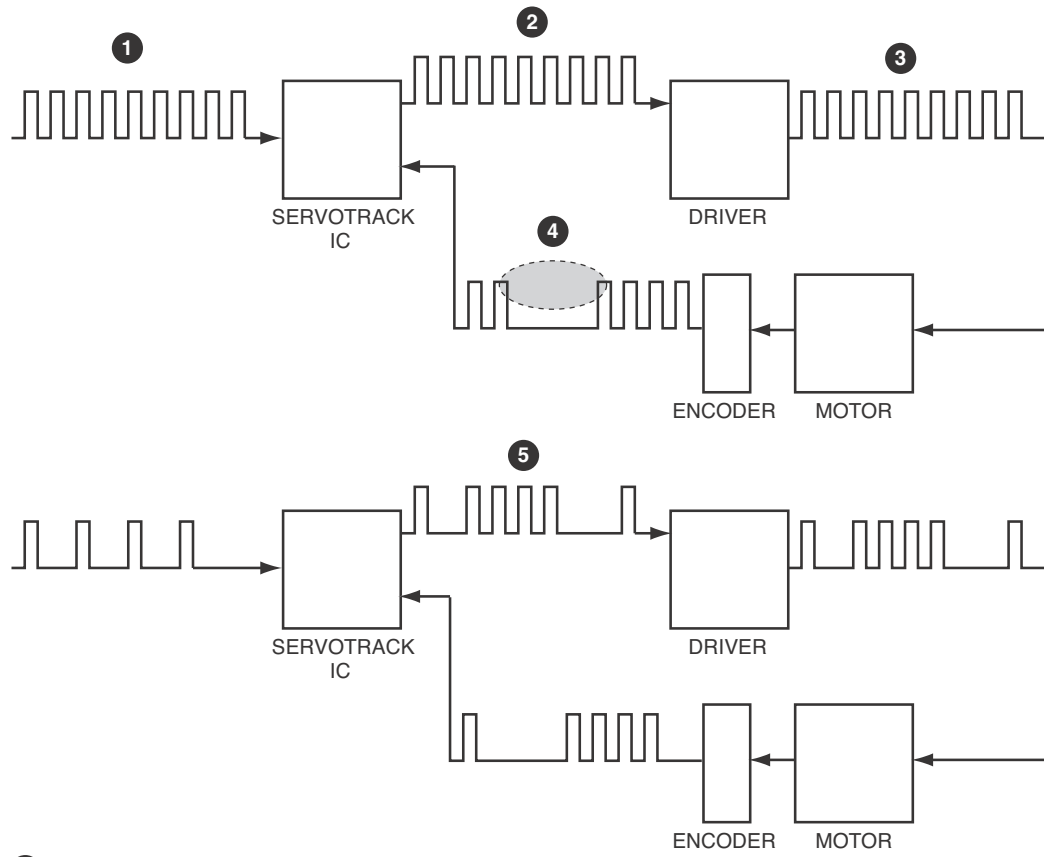 1
2
3
SERVOTRACK
IC
DRIVER
4
ENCODER
MOTOR
5
SERVOTRACK
IC
DRIVER
ENCODER
MOTOR